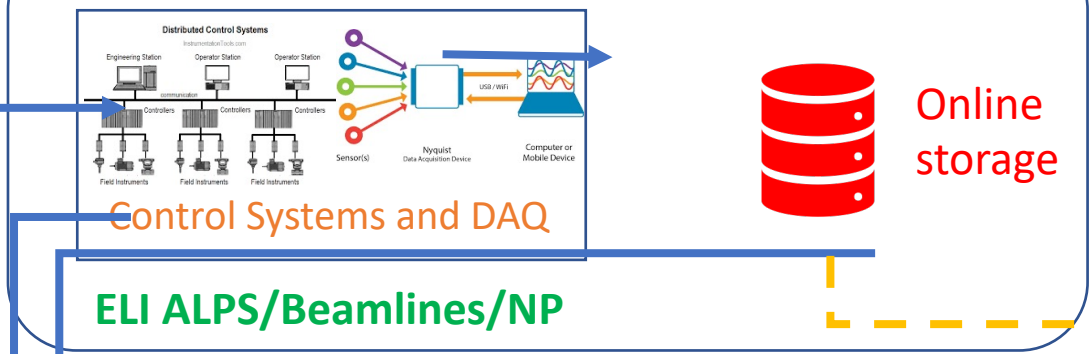 Distributed Control Systems
InstrumentationTools.com
Engineering Station
Operator Station
Operator Station
communication
Controllers
Controllers
Controllers
Field Instruments
Field Instruments
Field Instruments
Sensor(s)
Nyquist
Data Acquisition Device
USB / WiFi
Computer or
Mobile Device
Control Systems and DAQ
Online
storage
ELI ALPS/Beamlines/NP